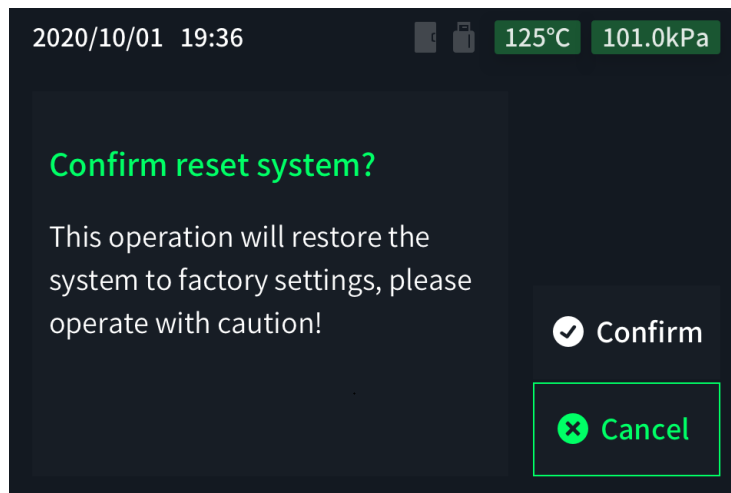 2020/10/01 19:36
125℃
101.0kPa
Confirm reset system?
This operation will restore the
system to factory settings, please
operate with caution!
Confirm
Cancel